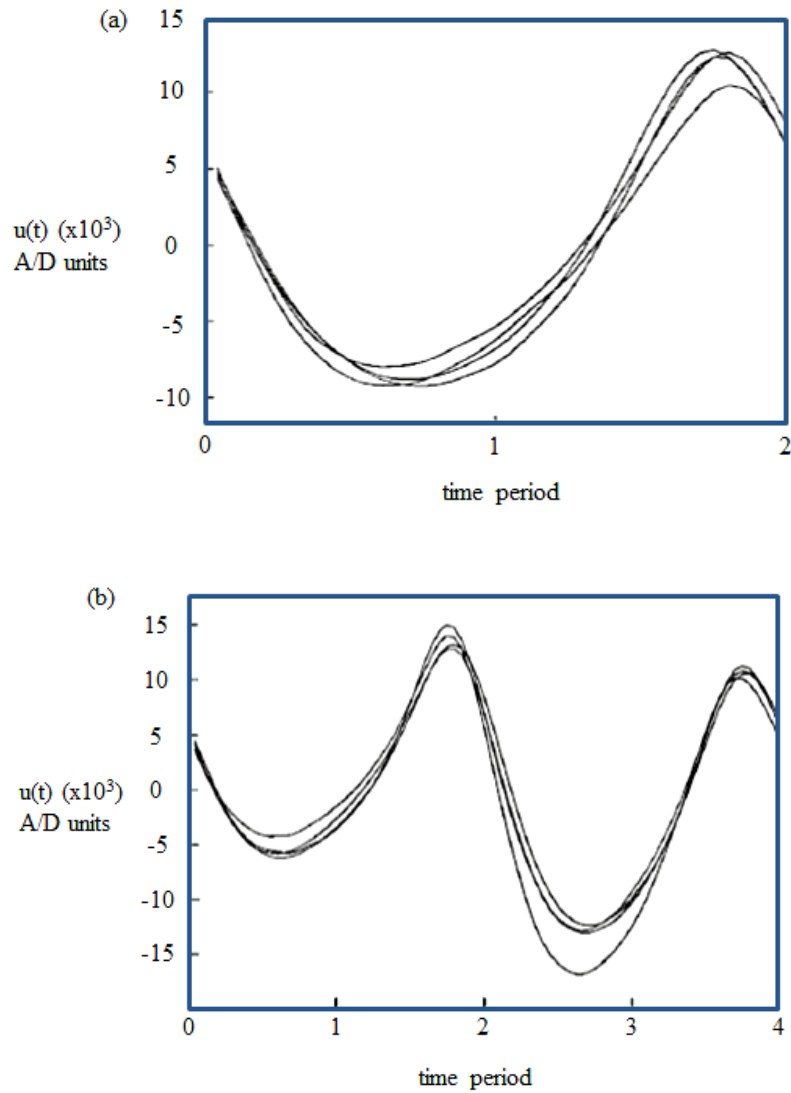 (a)
15
10
5
0
-5
-10
u(t) (x10³)
A/D units
0 1 2
time period
(b)
15
10
5
0
-5
-10
-15
u(t) (x10³)
A/D units
0 1 2 3 4
time period